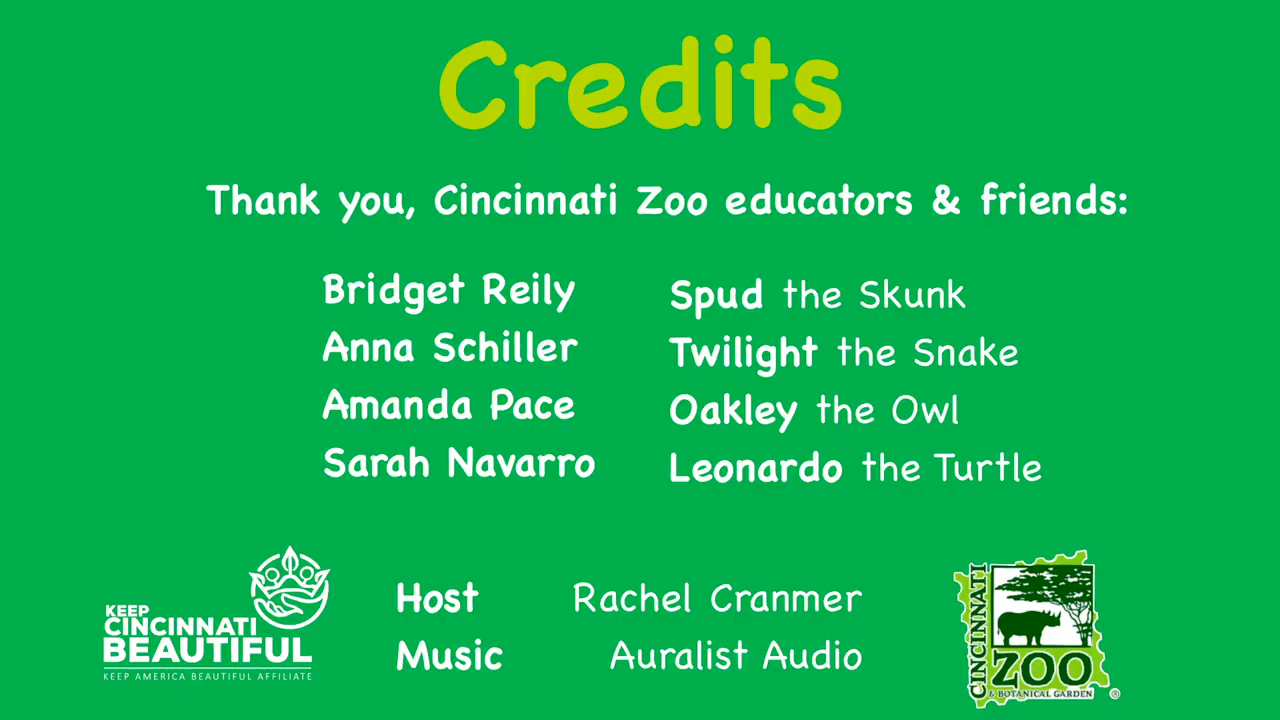 Credits
Thank you, Cincinnati Zoo educators & friends:
Bridget Reily
Anna Schiller
Amanda Pace
Sarah Navarro
Spud the Skunk
Twilight the Snake
Oakley the Owl
Leonardo the Turtle
KEEP
CINCINNATI
BEAUTIFUL
KEEP AMERICA BEAUTIFUL AFFILIATE
Host Rachel Cranmer
Music Auralist Audio
CINCINNATI
ZOO
& BOTANICAL GARDEN ®